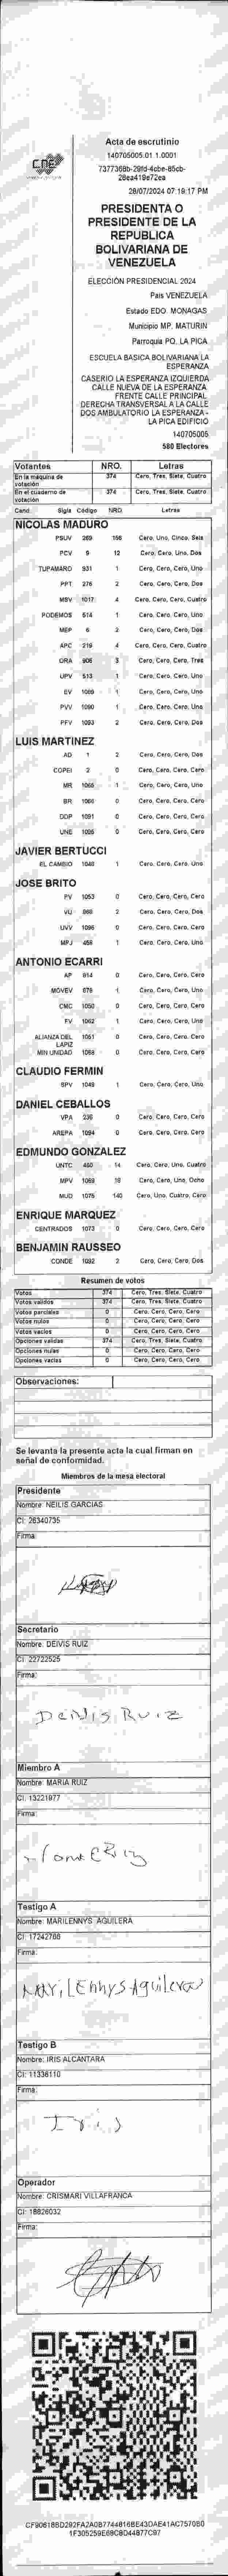 CNE
Acta de escrutinio
140705005.01.1.0001
28/07/2024 07:19:17 PM
PRESIDENTA O
PRESIDENTE DE LA
REPUBLICA
BOLIVARIANA DE
VENEZUELA
ELECCIÓN PRESIDENCIAL 2024
País VENEZUELA
Estado EDO. MONAGAS
Municipio MP. MATURIN
Parroquia PQ. LA PICA
ESCUELA BASICA BOLIVARIANA LA
ESPERANZA
CASERIO LA ESPERANZA IZQUIERDA
CALLE NUEVA DE LA ESPERANZA.
FRENTE CALLE PRINCIPAL.
DERECHA TRANSVERSAL A LA CALLE
DOS AMBULATORIO LA ESPERANZA -
LA PICA EDIFICIO
140705005
580 Electores
Votantes NRO. Letras
En la máquina de votación 374 Cero, Tres, Siete, Cuatro
En el cuaderno de votación 374 Cero, Tres, Siete, Cuatro
Cand. Sigla Código NRO. Letras
NICOLAS MADURO
PSUV 269 156 Cero, Uno, Cinco, Seis
PCV 9 12 Cero, Cero, Uno, Dos
TUPAMARO 931 1 Cero, Cero, Cero, Uno
PPT 276 2 Cero, Cero, Cero, Dos
MSV 1017 4 Cero, Cero, Cero, Cuatro
PODEMOS 514 1 Cero, Cero, Cero, Uno
MEP 6 2 Cero, Cero, Cero, Dos
APC 219 4 Cero, Cero, Cero, Cuatro
ORA 906 3 Cero, Cero, Cero, Tres
UPV 513 1 Cero, Cero, Cero, Uno
EV 1089 1 Cero, Cero, Cero, Uno
PVV 1090 1 Cero, Cero, Cero, Uno
PFV 1093 2 Cero, Cero, Cero, Dos
LUIS MARTINEZ
AD 1 2 Cero, Cero, Cero, Dos
COPEI 2 0 Cero, Cero, Cero, Cero
MR 1065 1 Cero, Cero, Cero, Uno
BR 1066 0 Cero, Cero, Cero, Cero
DDP 1091 0 Cero, Cero, Cero, Cero
UNE 1095 0 Cero, Cero, Cero, Cero
JAVIER BERTUCCI
EL CAMBIO 1048 1 Cero, Cero, Cero, Uno
JOSE BRITO
PV 1053 0 Cero, Cero, Cero, Cero
VU 868 2 Cero, Cero, Cero, Dos
UVV 1096 0 Cero, Cero, Cero, Cero
MPJ 458 1 Cero, Cero, Cero, Uno
ANTONIO ECARRI
AP 914 0 Cero, Cero, Cero, Cero
MOVEV 678 1 Cero, Cero, Cero, Uno
CMC 1050 0 Cero, Cero, Cero, Cero
FV 1062 1 Cero, Cero, Cero, Uno
ALIANZA DEL LAPIZ 1051 0 Cero, Cero, Cero, Cero
MIN UNIDAD 1068 0 Cero, Cero, Cero, Cero
CLAUDIO FERMIN
SPV 1049 1 Cero, Cero, Cero, Uno
DANIEL CEBALLOS
VPA 236 0 Cero, Cero, Cero, Cero
AREPA 1094 0 Cero, Cero, Cero, Cero
EDMUNDO GONZALEZ
UNTC 460 14 Cero, Cero, Uno, Cuatro
MPV 1069 18 Cero, Cero, Uno, Ocho
MUD 1075 140 Cero, Uno, Cuatro, Cero
ENRIQUE MARQUEZ
CENTRADOS 1073 0 Cero, Cero, Cero, Cero
BENJAMIN RAUSSEO
CONDE 1092 2 Cero, Cero, Cero, Dos
Resumen de votos
Votos 374 Cero, Tres, Siete, Cuatro
Votos validos 374 Cero, Tres, Siete, Cuatro
Votos parciales 0 Cero, Cero, Cero, Cero
Votos nulos 0 Cero, Cero, Cero, Cero
Votos vacios 0 Cero, Cero, Cero, Cero
Opciones validas 374 Cero, Tres, Siete, Cuatro
Opciones nulas 0 Cero, Cero, Cero, Cero
Opciones vacias 0 Cero, Cero, Cero, Cero
Observaciones:
Se levanta la presente acta la cual firman en
señal de conformidad.
Miembros de la mesa electoral
Presidente
Nombre: NEILIS GARCIAS
CI: 26340735
Firma:
Secretario
Nombre: DEIVIS RUIZ
CI: 22722525
Firma:
Deivis Ruiz
Miembro A
Nombre: MARIA RUIZ
CI: 13221977
Firma:
Testigo A
Nombre: MARILENNYS AGUILERA
CI: 17242788
Firma:
MARILEnnys Aguilera
Testigo B
Nombre: IRIS ALCANTARA
CI: 11336110
Firma:
Iris
Operador
Nombre: CRISMARI VILLAFRANCA
CI: 18826032
Firma: